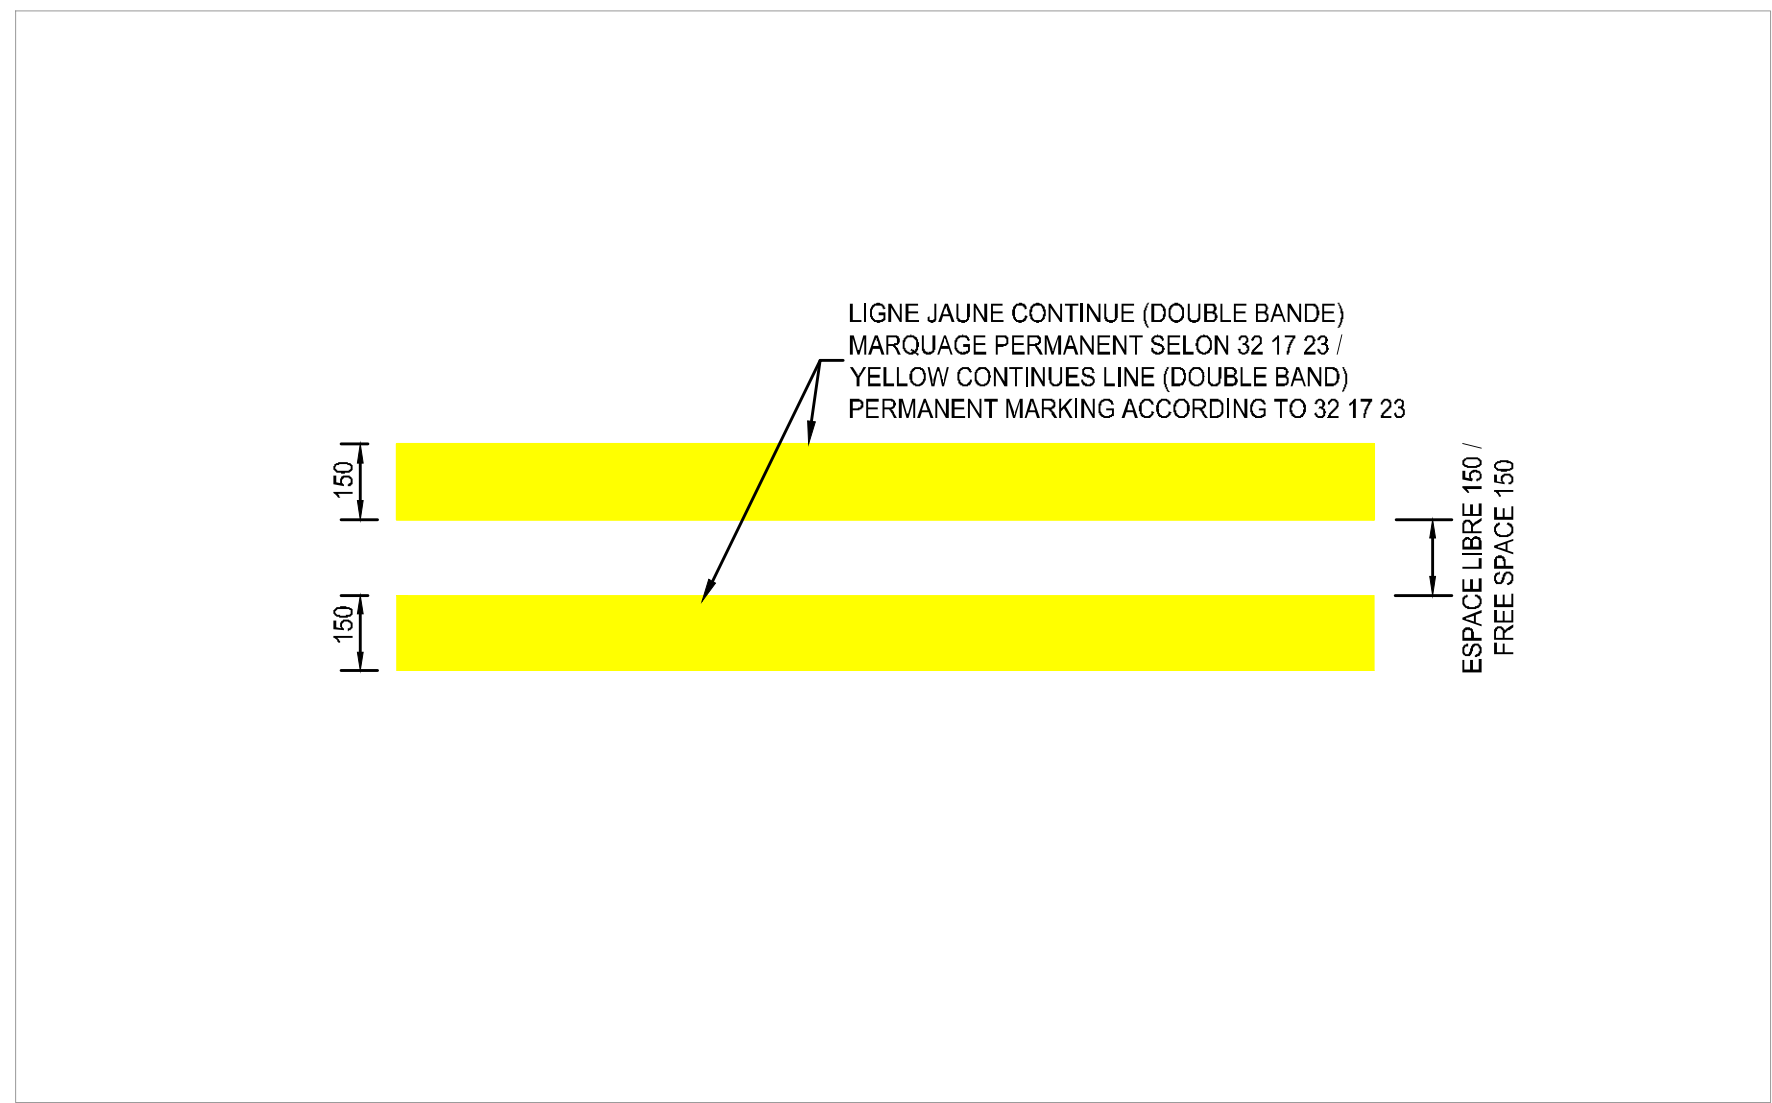 LIGNE JAUNE CONTINUE (DOUBLE BANDE)
MARQUAGE PERMANENT SELON 32 17 23 /
YELLOW CONTINUES LINE (DOUBLE BAND)
PERMANENT MARKING ACCORDING TO 32 17 23
150
150
ESPACE LIBRE 150 /
FREE SPACE 150